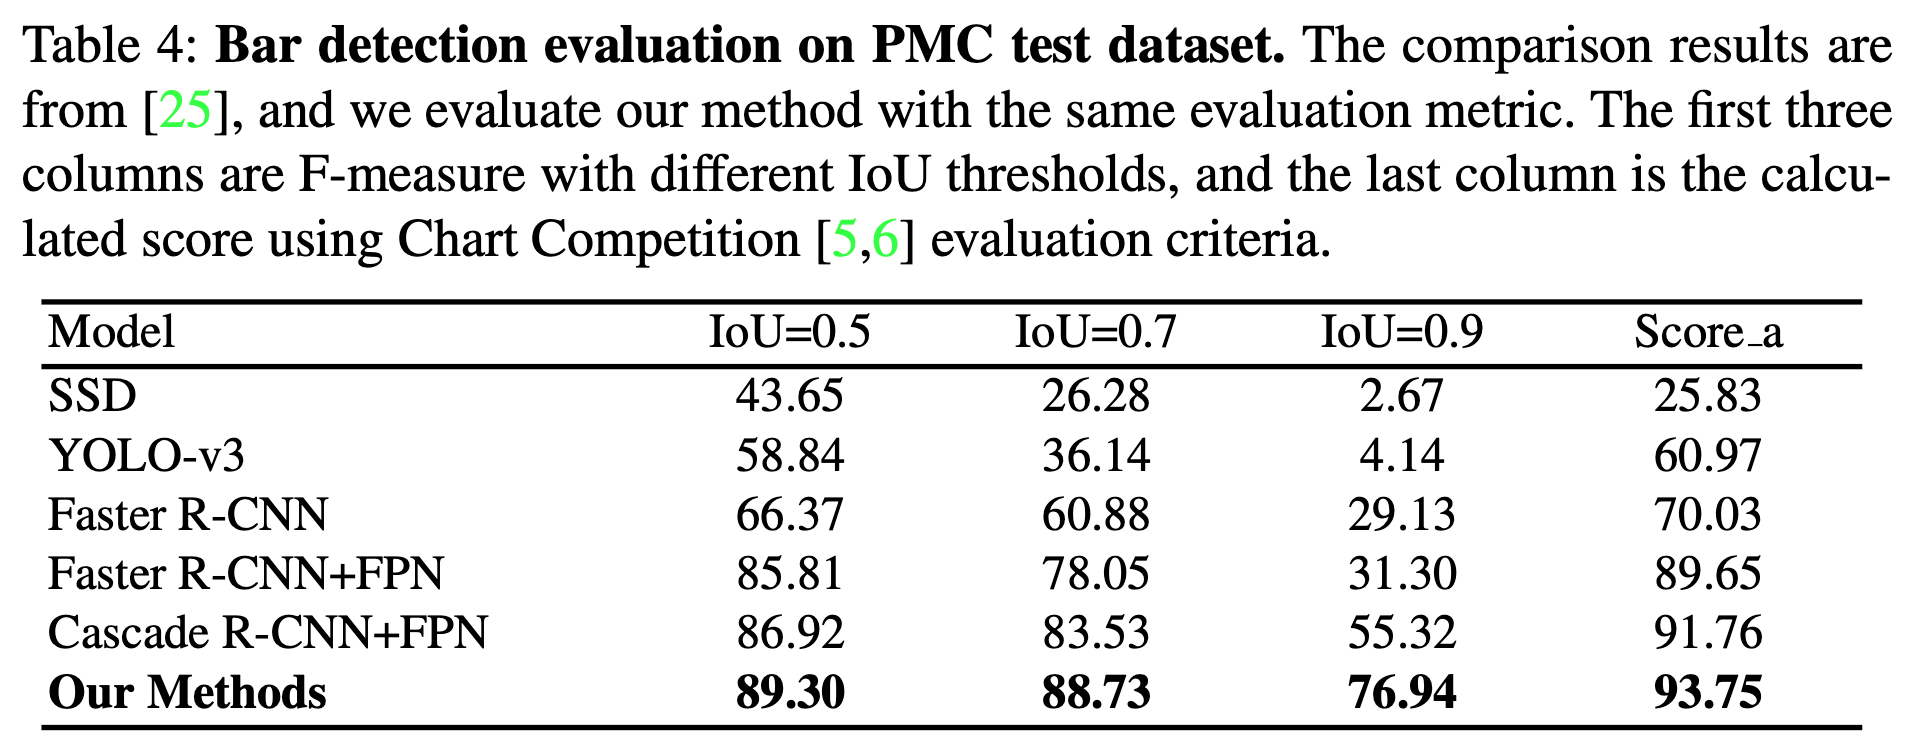 Table 4: Bar detection evaluation on PMC test dataset. The comparison results are
from [25], and we evaluate our method with the same evaluation metric. The first three
columns are F-measure with different IoU thresholds, and the last column is the calcu-
lated score using Chart Competition [5,6] evaluation criteria.
Model IoU=0.5 IoU=0.7 IoU=0.9 Score_a
SSD 43.65 26.28 2.67 25.83
YOLO-v3 58.84 36.14 4.14 60.97
Faster R-CNN 66.37 60.88 29.13 70.03
Faster R-CNN+FPN 85.81 78.05 31.30 89.65
Cascade R-CNN+FPN 86.92 83.53 55.32 91.76
Our Methods 89.30 88.73 76.94 93.75